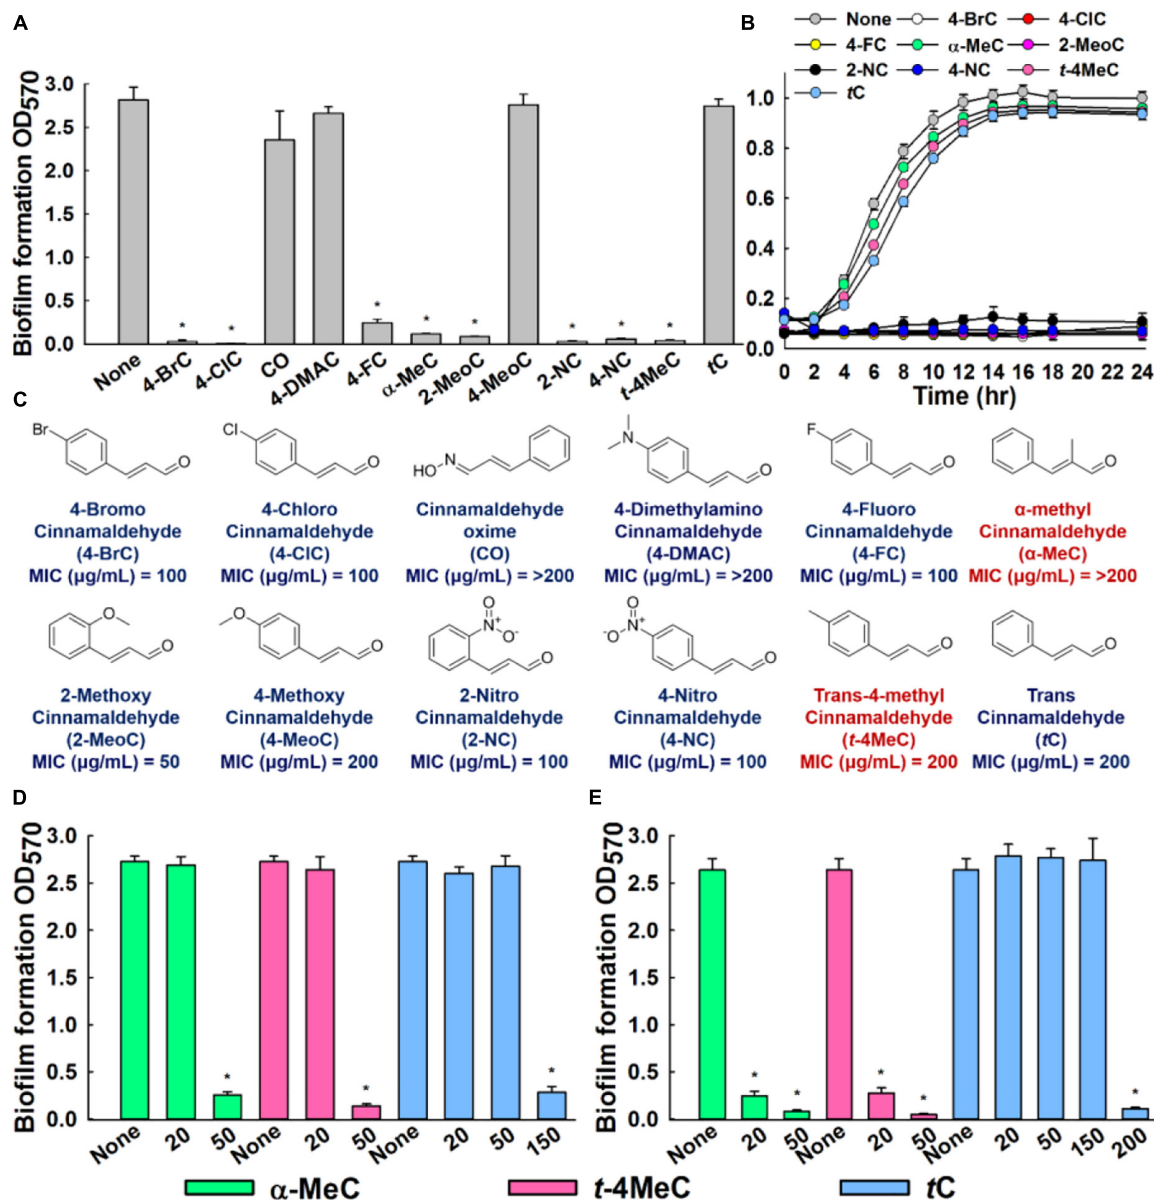 A
Biofilm formation OD570
3.0
2.5
2.0
1.5
1.0
0.5
0.0
* * * * * * * *
None 4-BrC 4-ClC CO 4-DMAC 4-FC α-MeC 2-MeoC 4-MeoC 2-NC 4-NC t-4MeC tC
B
None 4-BrC 4-ClC
4-FC α-MeC 2-MeoC
2-NC 4-NC t-4MeC
tC
1.0
0.8
0.6
0.4
0.2
0.0
0 2 4 6 8 10 12 14 16 18 20 22 24
Time (hr)
C
Br Cl HO N N O F O
4-Bromo
Cinnamaldehyde
(4-BrC)
MIC (µg/mL) = 100
4-Chloro
Cinnamaldehyde
(4-ClC)
MIC (µg/mL) = 100
Cinnamaldehyde
oxime
(CO)
MIC (µg/mL) = >200
4-Dimethylamino
Cinnamaldehyde
(4-DMAC)
MIC (µg/mL) = >200
4-Fluoro
Cinnamaldehyde
(4-FC)
MIC (µg/mL) = 100
α-methyl
Cinnamaldehyde
(α-MeC)
MIC (µg/mL) = >200
2-Methoxy
Cinnamaldehyde
(2-MeoC)
MIC (µg/mL) = 50
4-Methoxy
Cinnamaldehyde
(4-MeoC)
MIC (µg/mL) = 200
2-Nitro
Cinnamaldehyde
(2-NC)
MIC (µg/mL) = 100
4-Nitro
Cinnamaldehyde
(4-NC)
MIC (µg/mL) = 100
Trans-4-methyl
Cinnamaldehyde
(t-4MeC)
MIC (µg/mL) = 200
Trans
Cinnamaldehyde
(tC)
MIC (µg/mL) = 200
D
Biofilm formation OD570
3.0
2.5
2.0
1.5
1.0
0.5
0.0
* * *
None 20 50 None 20 50 None 20 50 150
E
Biofilm formation OD570
3.0
2.5
2.0
1.5
1.0
0.5
0.0
* * * * *
None 20 50 None 20 50 None 20 50 150 200
α-MeC t-4MeC tC